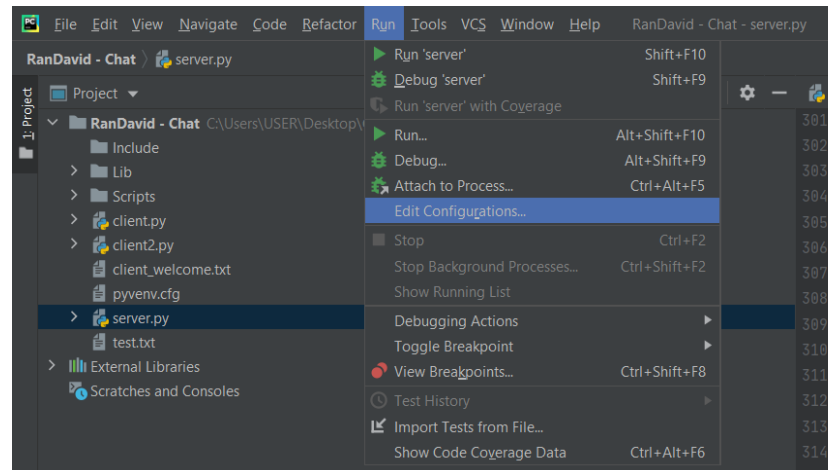 PC File Edit View Navigate Code Refactor Run Tools VCS Window Help RanDavid - Chat - server.py
RanDavid - Chat server.py
1: Project
Project
RanDavid - Chat C:\Users\USER\Desktop\
Include
Lib
Scripts
client.py
client2.py
client_welcome.txt
pyvenv.cfg
server.py
test.txt
External Libraries
Scratches and Consoles
Run 'server' Shift+F10
Debug 'server' Shift+F9
Run 'server' with Coverage
Run... Alt+Shift+F10
Debug... Alt+Shift+F9
Attach to Process... Ctrl+Alt+F5
Edit Configurations...
Stop Ctrl+F2
Stop Background Processes... Ctrl+Shift+F2
Show Running List
Debugging Actions
Toggle Breakpoint
View Breakpoints... Ctrl+Shift+F8
Test History
Import Tests from File...
Show Code Coverage Data Ctrl+Alt+F6
301
302
303
304
305
306
307
308
309
310
311
312
313
314